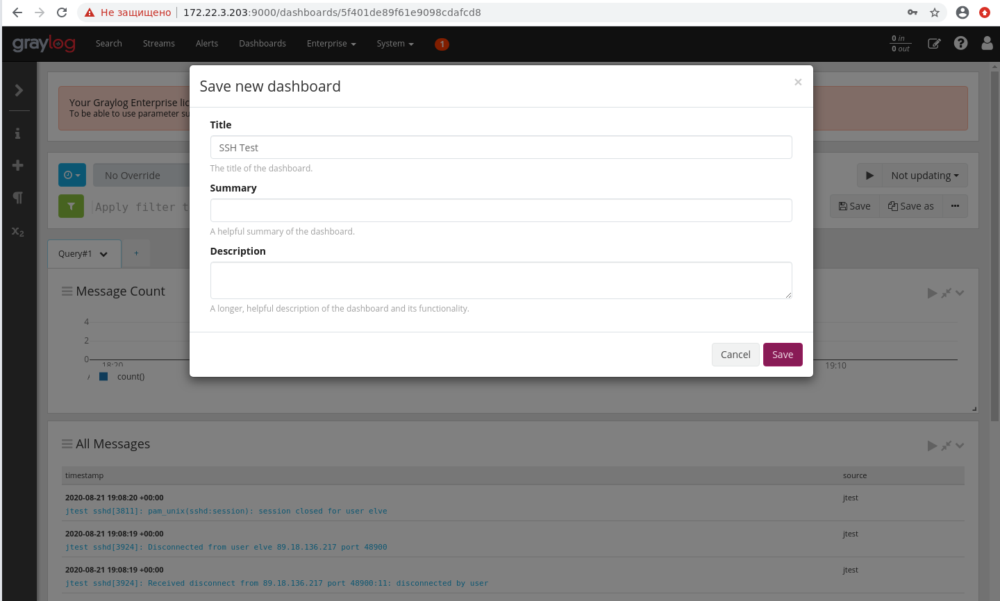 Не защищено 172.22.3.203:9000/dashboards/5f401de89f61e9098cdafcd8
graylog Search Streams Alerts Dashboards Enterprise System 1 0 in
0 out
Save new dashboard ×
Your Graylog Enterprise lic
To be able to use parameter su
Title
SSH Test
The title of the dashboard.
No Override Not updating
Summary
Apply filter t Save Save as
A helpful summary of the dashboard.
Query#1 +
Description
A longer, helpful description of the dashboard and its functionality.
Message Count
4
2
0
18:20 19:10
count()
Cancel Save
All Messages
timestamp source
2020-08-21 19:08:20 +00:00 jtest
jtest sshd[3811]: pam_unix(sshd:session): session closed for user elve
2020-08-21 19:08:19 +00:00 jtest
jtest sshd[3924]: Disconnected from user elve 89.18.136.217 port 48900
2020-08-21 19:08:19 +00:00 jtest
jtest sshd[3924]: Received disconnect from 89.18.136.217 port 48900:11: disconnected by user